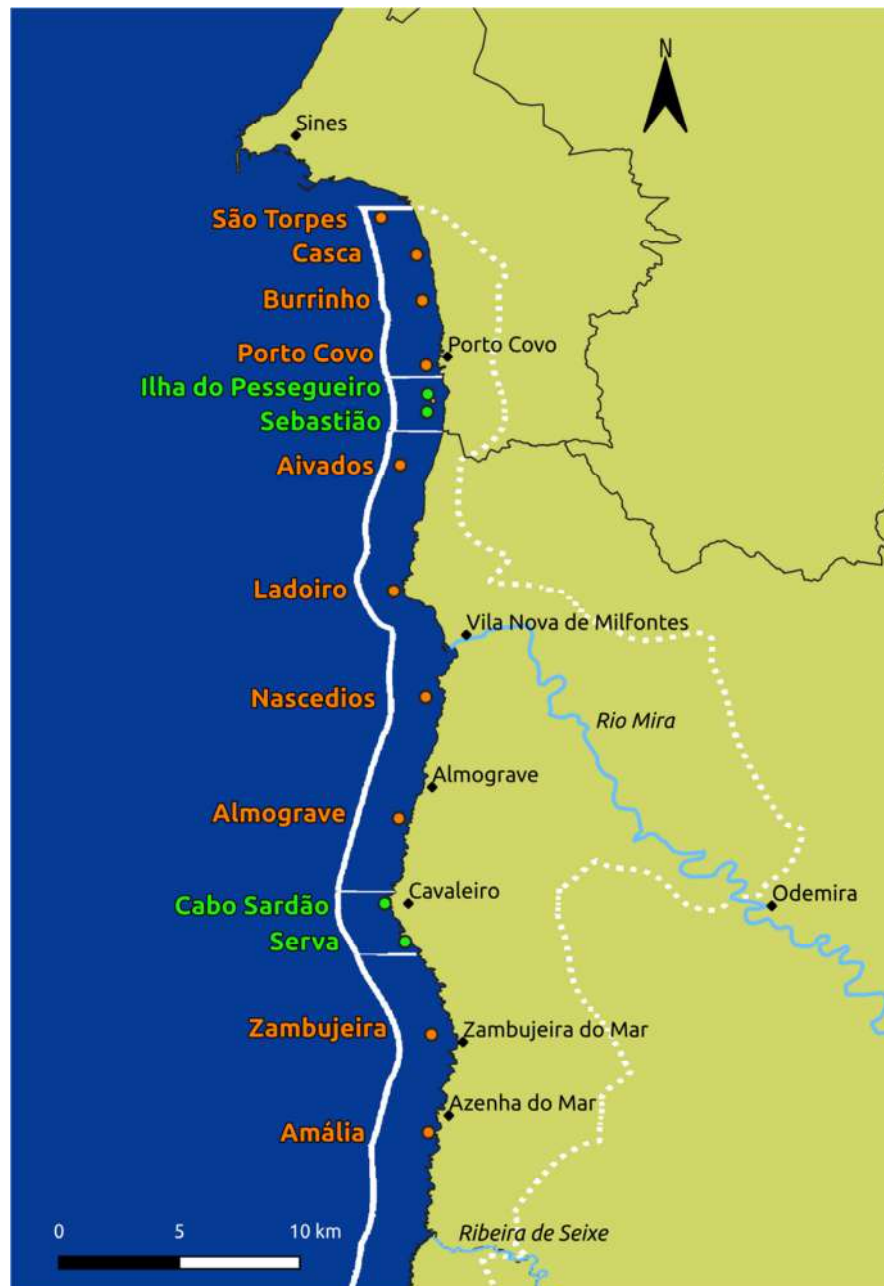 N
Sines
São Torpes
Casca
Burrinho
Porto Covo
Porto Covo
Ilha do Pessegueiro
Sebastião
Aivados
Ladoiro
Vila Nova de Milfontes
Nascedios
Rio Mira
Almograve
Almograve
Cabo Sardão
Cavaleiro
Odemira
Serva
Zambujeira
Zambujeira do Mar
Azenha do Mar
Amália
Ribeira de Seixe
0 5 10 km